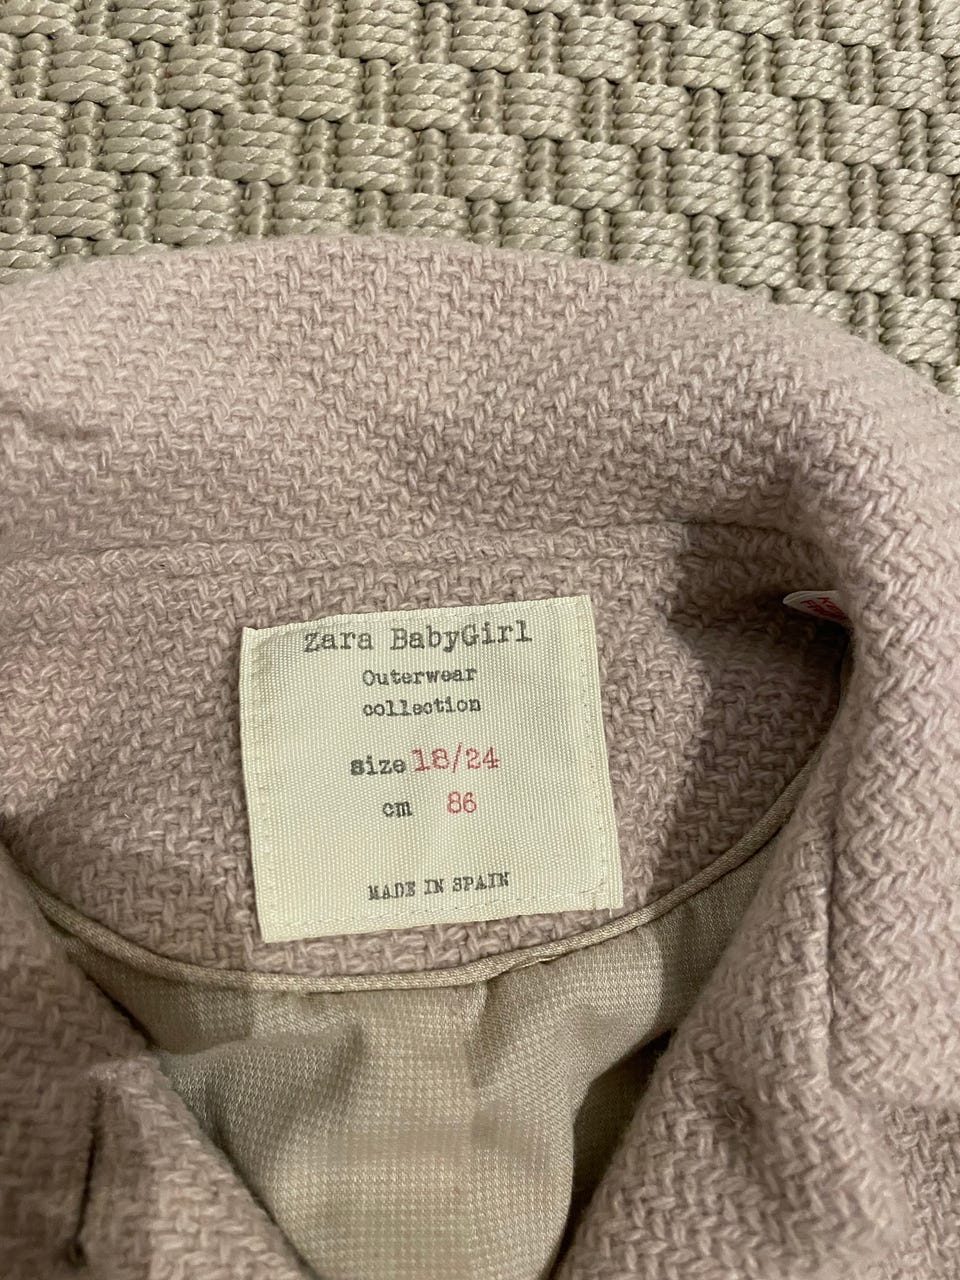 Zara BabyGirl
Outerwear
collection
size 18/24
cm 86
MADE IN SPAIN